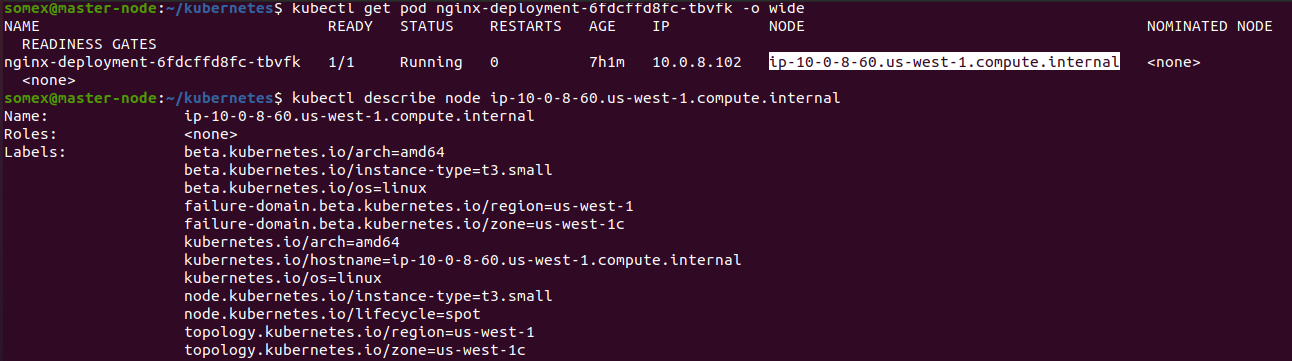 somex@master-node:~/kubernetes$ kubectl get pod nginx-deployment-6fdcffd8fc-tbvfk -o wide
NAME READY STATUS RESTARTS AGE IP NODE NOMINATED NODE
READINESS GATES
nginx-deployment-6fdcffd8fc-tbvfk 1/1 Running 0 7h1m 10.0.8.102 ip-10-0-8-60.us-west-1.compute.internal <none>
<none>
somex@master-node:~/kubernetes$ kubectl describe node ip-10-0-8-60.us-west-1.compute.internal
Name: ip-10-0-8-60.us-west-1.compute.internal
Roles: <none>
Labels: beta.kubernetes.io/arch=amd64
beta.kubernetes.io/instance-type=t3.small
beta.kubernetes.io/os=linux
failure-domain.beta.kubernetes.io/region=us-west-1
failure-domain.beta.kubernetes.io/zone=us-west-1c
kubernetes.io/arch=amd64
kubernetes.io/hostname=ip-10-0-8-60.us-west-1.compute.internal
kubernetes.io/os=linux
node.kubernetes.io/instance-type=t3.small
node.kubernetes.io/lifecycle=spot
topology.kubernetes.io/region=us-west-1
topology.kubernetes.io/zone=us-west-1c